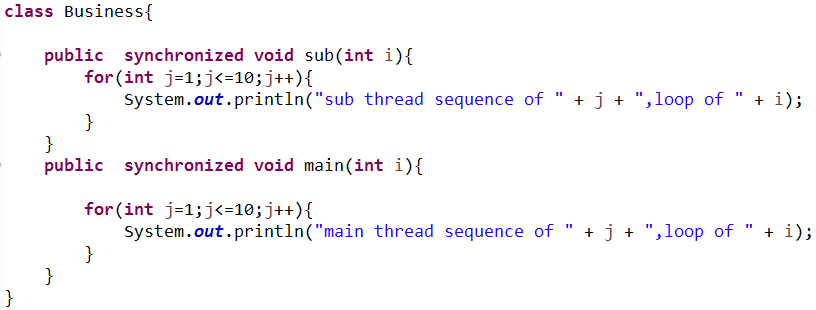 class Business{
public  synchronized void sub(int i){
for(int j=1;j<=10;j++){
System.out.println("sub thread sequence of " + j + ",loop of " + i);
}
}
public  synchronized void main(int i){
for(int j=1;j<=10;j++){
System.out.println("main thread sequence of " + j + ",loop of " + i);
}
}
}